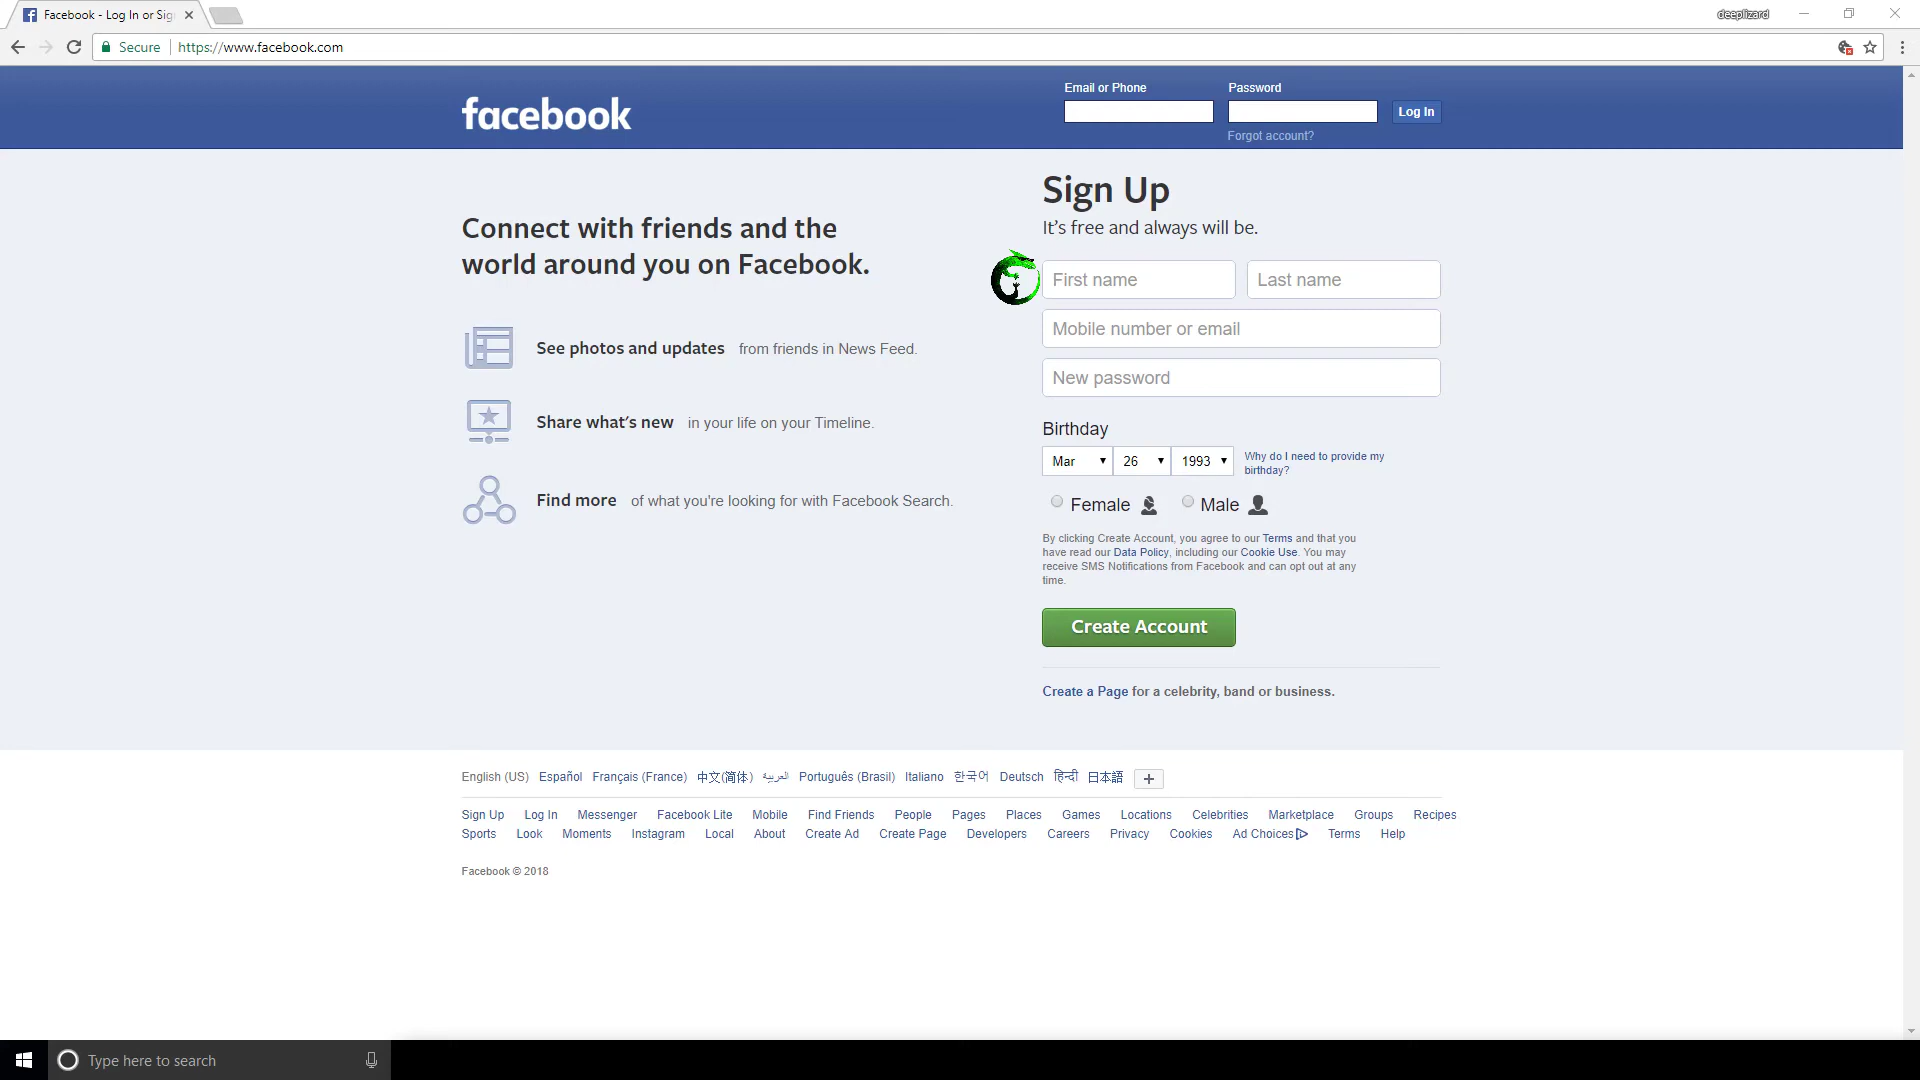 Facebook - Log In or Sig
deeplizard
Secure https://www.facebook.com
facebook
Email or Phone
Password
Log In
Forgot account?
Connect with friends and the
world around you on Facebook.
See photos and updates from friends in News Feed.
Share what's new in your life on your Timeline.
Find more of what you're looking for with Facebook Search.
Sign Up
It's free and always will be.
First name
Last name
Mobile number or email
New password
Birthday
Mar 26 1993
Why do I need to provide my
birthday?
Female Male
By clicking Create Account, you agree to our Terms and that you
have read our Data Policy, including our Cookie Use. You may
receive SMS Notifications from Facebook and can opt out at any
time.
Create Account
Create a Page for a celebrity, band or business.
English (US) Español Français (France) 中文(简体) العربية Português (Brasil) Italiano 한국어 Deutsch हिन्दी 日本語 +
Sign Up Log In Messenger Facebook Lite Mobile Find Friends People Pages Places Games Locations Celebrities Marketplace Groups Recipes
Sports Look Moments Instagram Local About Create Ad Create Page Developers Careers Privacy Cookies Ad Choices Terms Help
Facebook © 2018
Type here to search